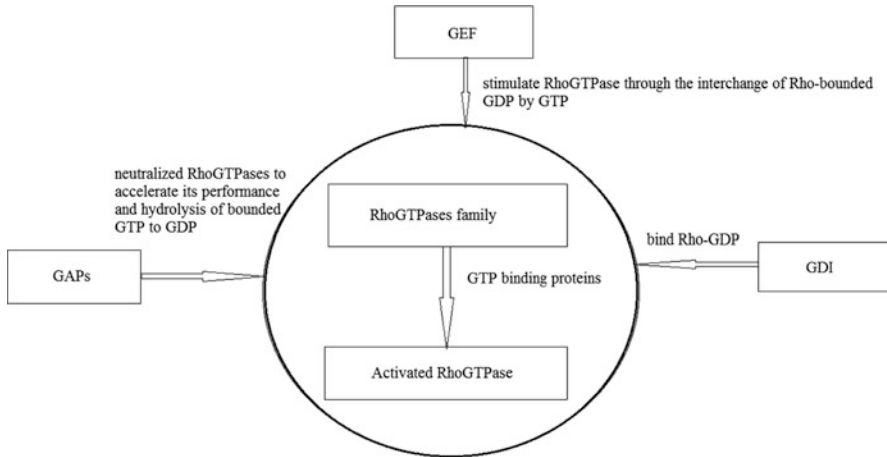 GEF
stimulate RhoGTPase through the interchange of Rho-bounded
GDP by GTP
neutralized RhoGTPases to
accelerate its performance
and hydrolysis of bounded
GTP to GDP
RhoGTPases family
bind Rho-GDP
GAPs
GTP binding proteins
GDI
Activated RhoGTPase